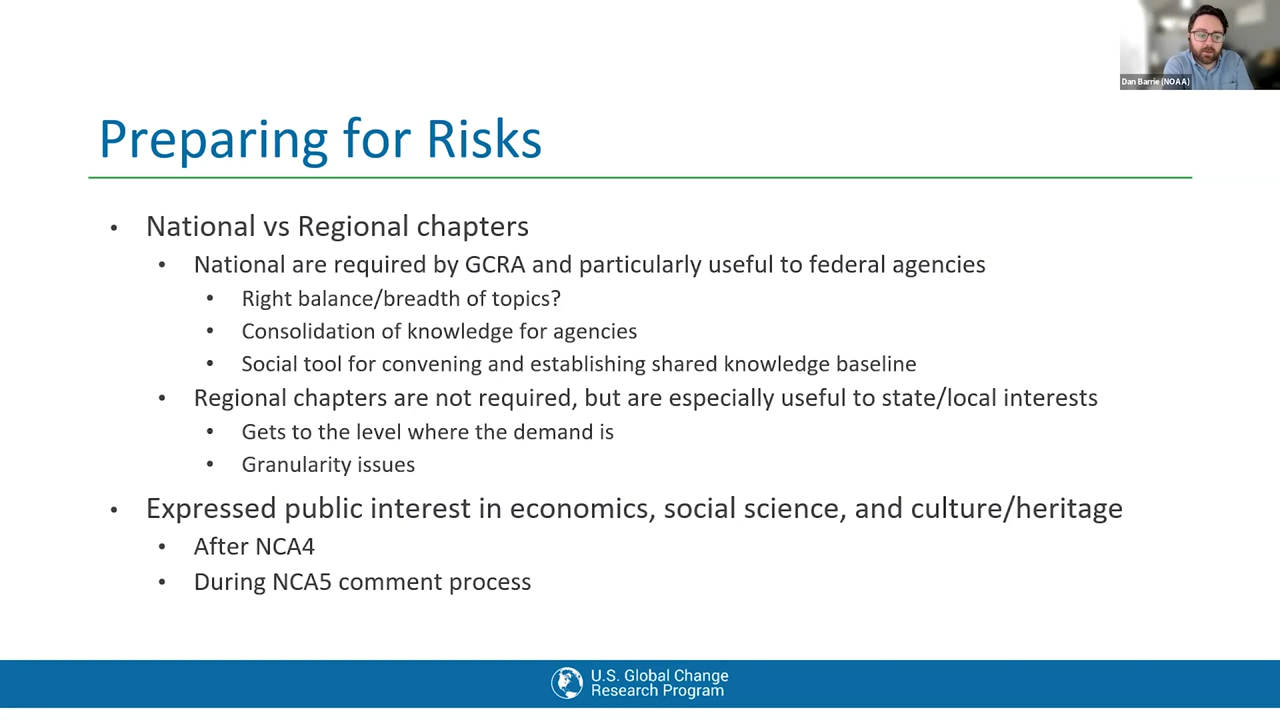 Dan Barrie (NOAA)
Preparing for Risks
• National vs Regional chapters
• National are required by GCRA and particularly useful to federal agencies
• Right balance/breadth of topics?
• Consolidation of knowledge for agencies
• Social tool for convening and establishing shared knowledge baseline
• Regional chapters are not required, but are especially useful to state/local interests
• Gets to the level where the demand is
• Granularity issues
• Expressed public interest in economics, social science, and culture/heritage
• After NCA4
• During NCA5 comment process
U.S. Global Change
Research Program